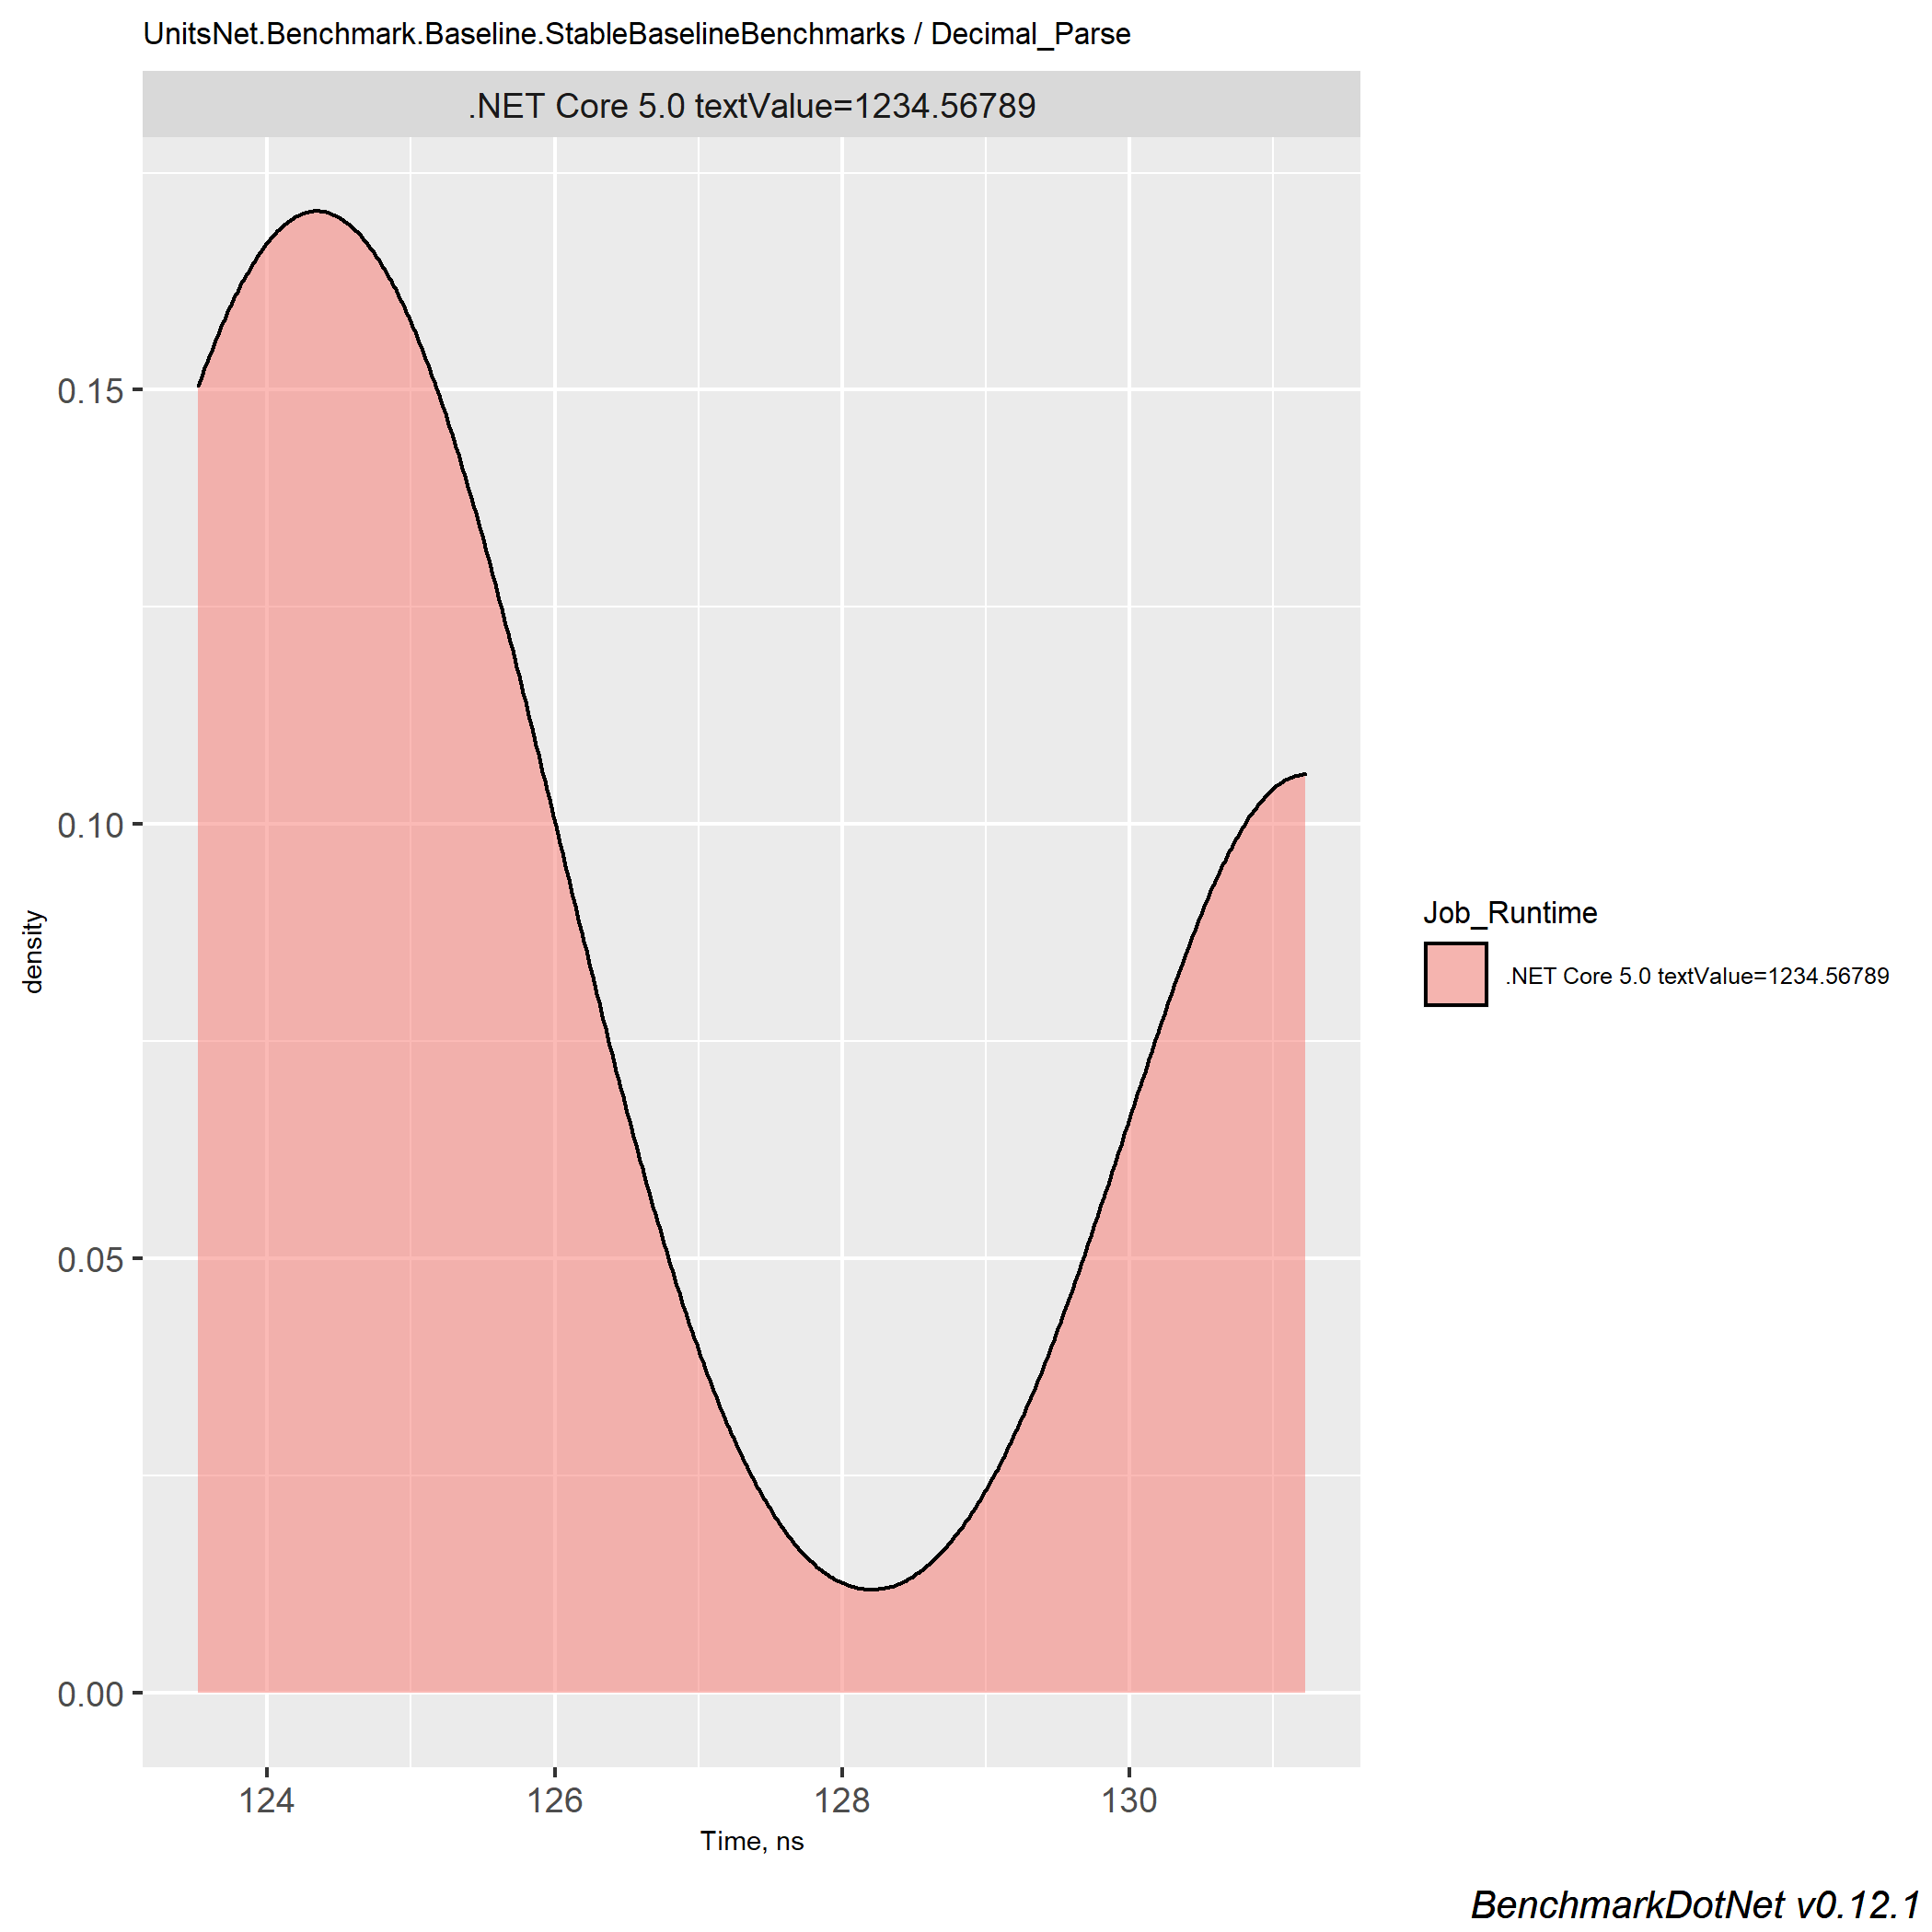 UnitsNet.Benchmark.Baseline.StableBaselineBenchmarks / Decimal_Parse
.NET Core 5.0 textValue=1234.56789
0.15
0.10
0.05
0.00
density
124 126 128 130
Time, ns
Job_Runtime
.NET Core 5.0 textValue=1234.56789
BenchmarkDotNet v0.12.1